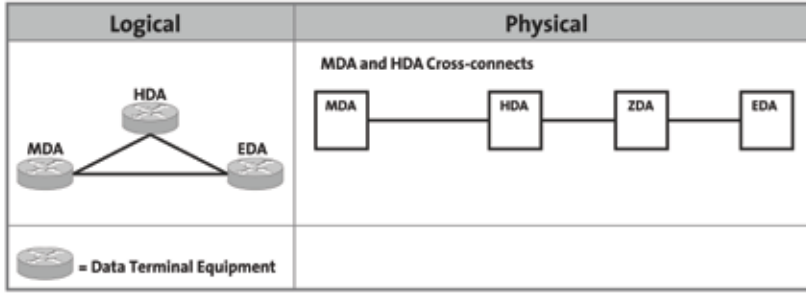 Logical
Physical
HDA
MDA
EDA
MDA and HDA Cross-connects
MDA
HDA
ZDA
EDA
= Data Terminal Equipment